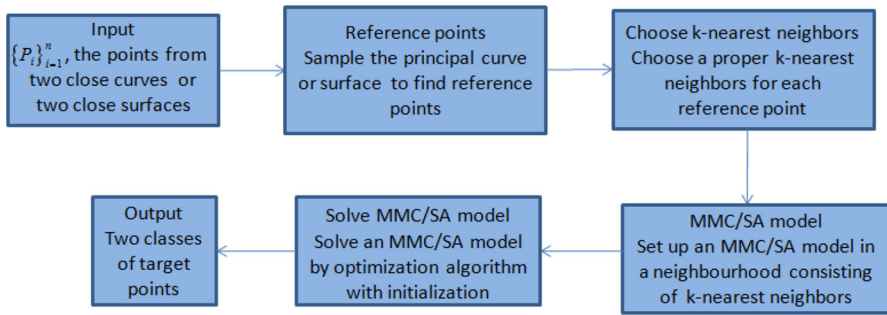 Input
{P_i}_{i=1}^n, the points from
two close curves or
two close surfaces
Reference points
Sample the principal curve
or surface to find reference
points
Choose k-nearest neighbors
Choose a proper k-nearest
neighbors for each
reference point
MMC/SA model
Set up an MMC/SA model in
a neighbourhood consisting
of k-nearest neighbors
Solve MMC/SA model
Solve an MMC/SA model
by optimization algorithm
with initialization
Output
Two classes
of target
points